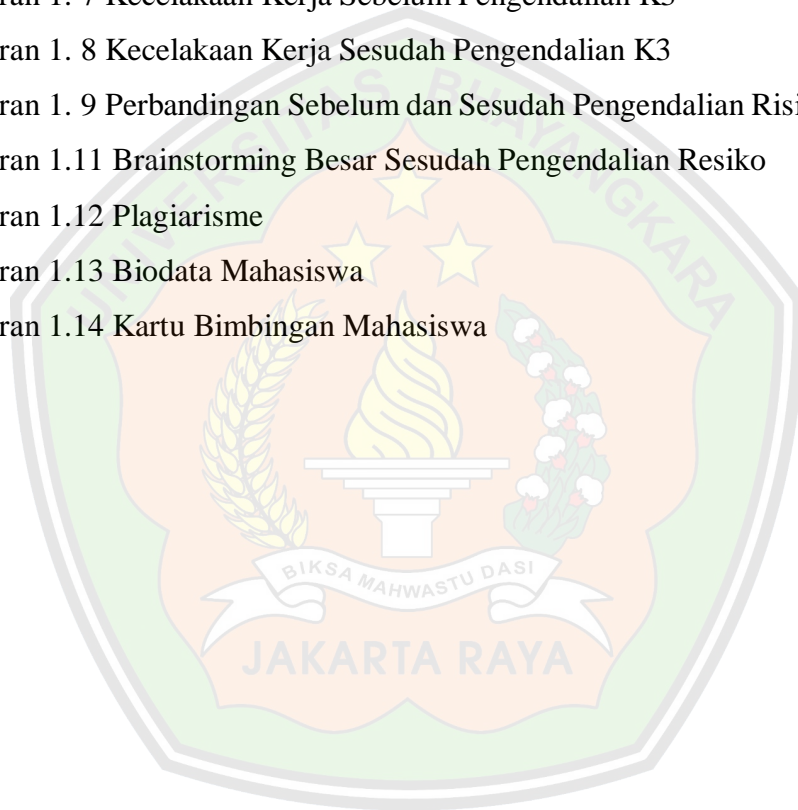 ran 1. 7 Kecelakaan Kerja Sebelum Pengendalian K3
ran 1. 8 Kecelakaan Kerja Sesudah Pengendalian K3
ran 1. 9 Perbandingan Sebelum dan Sesudah Pengendalian Risi
ran 1.11 Brainstorming Besar Sesudah Pengendalian Resiko
ran 1.12 Plagiarisme
ran 1.13 Biodata Mahasiswa
ran 1.14 Kartu Bimbingan Mahasiswa
UNIVERSITAS BHAYANGKARA
BIKSA MAHWASTU DASI
JAKARTA RAYA